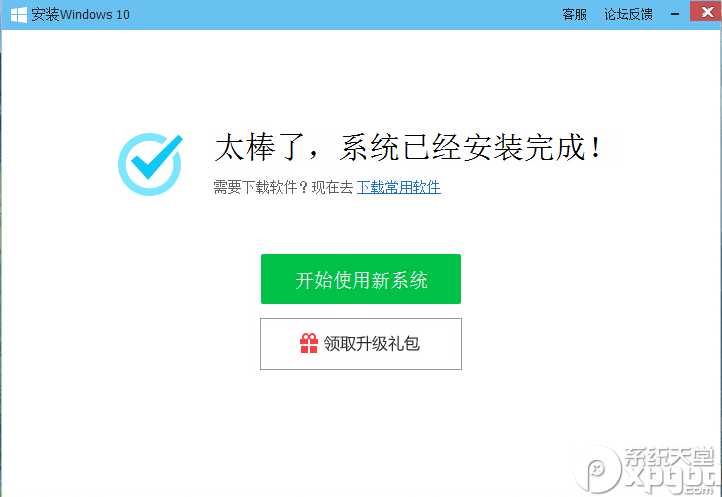 安装Windows 10 客服 论坛反馈
太棒了，系统已经安装完成！
需要下载软件？现在去 下载常用软件
开始使用新系统
领取升级礼包
系统天堂
xpgod
.com